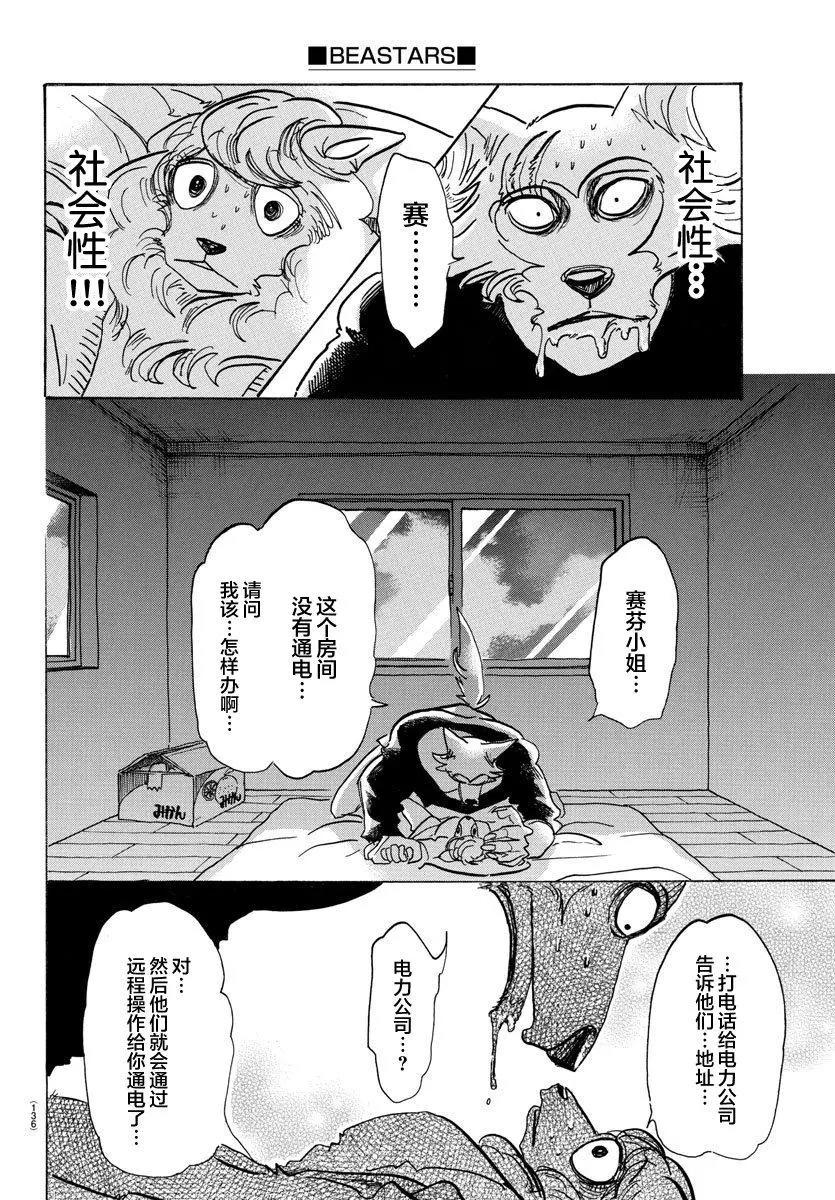 ■BEASTARS■
社会性…
赛………
社会性!!!
赛芬小姐…
这个房间
没有通电…
请问
我该…怎样办啊…
みかん
みかん
…打电话给电力公司
告诉他们…地址…
电力公司…?
对…
然后他们就会通过
远程操作给你通电了…
(136)